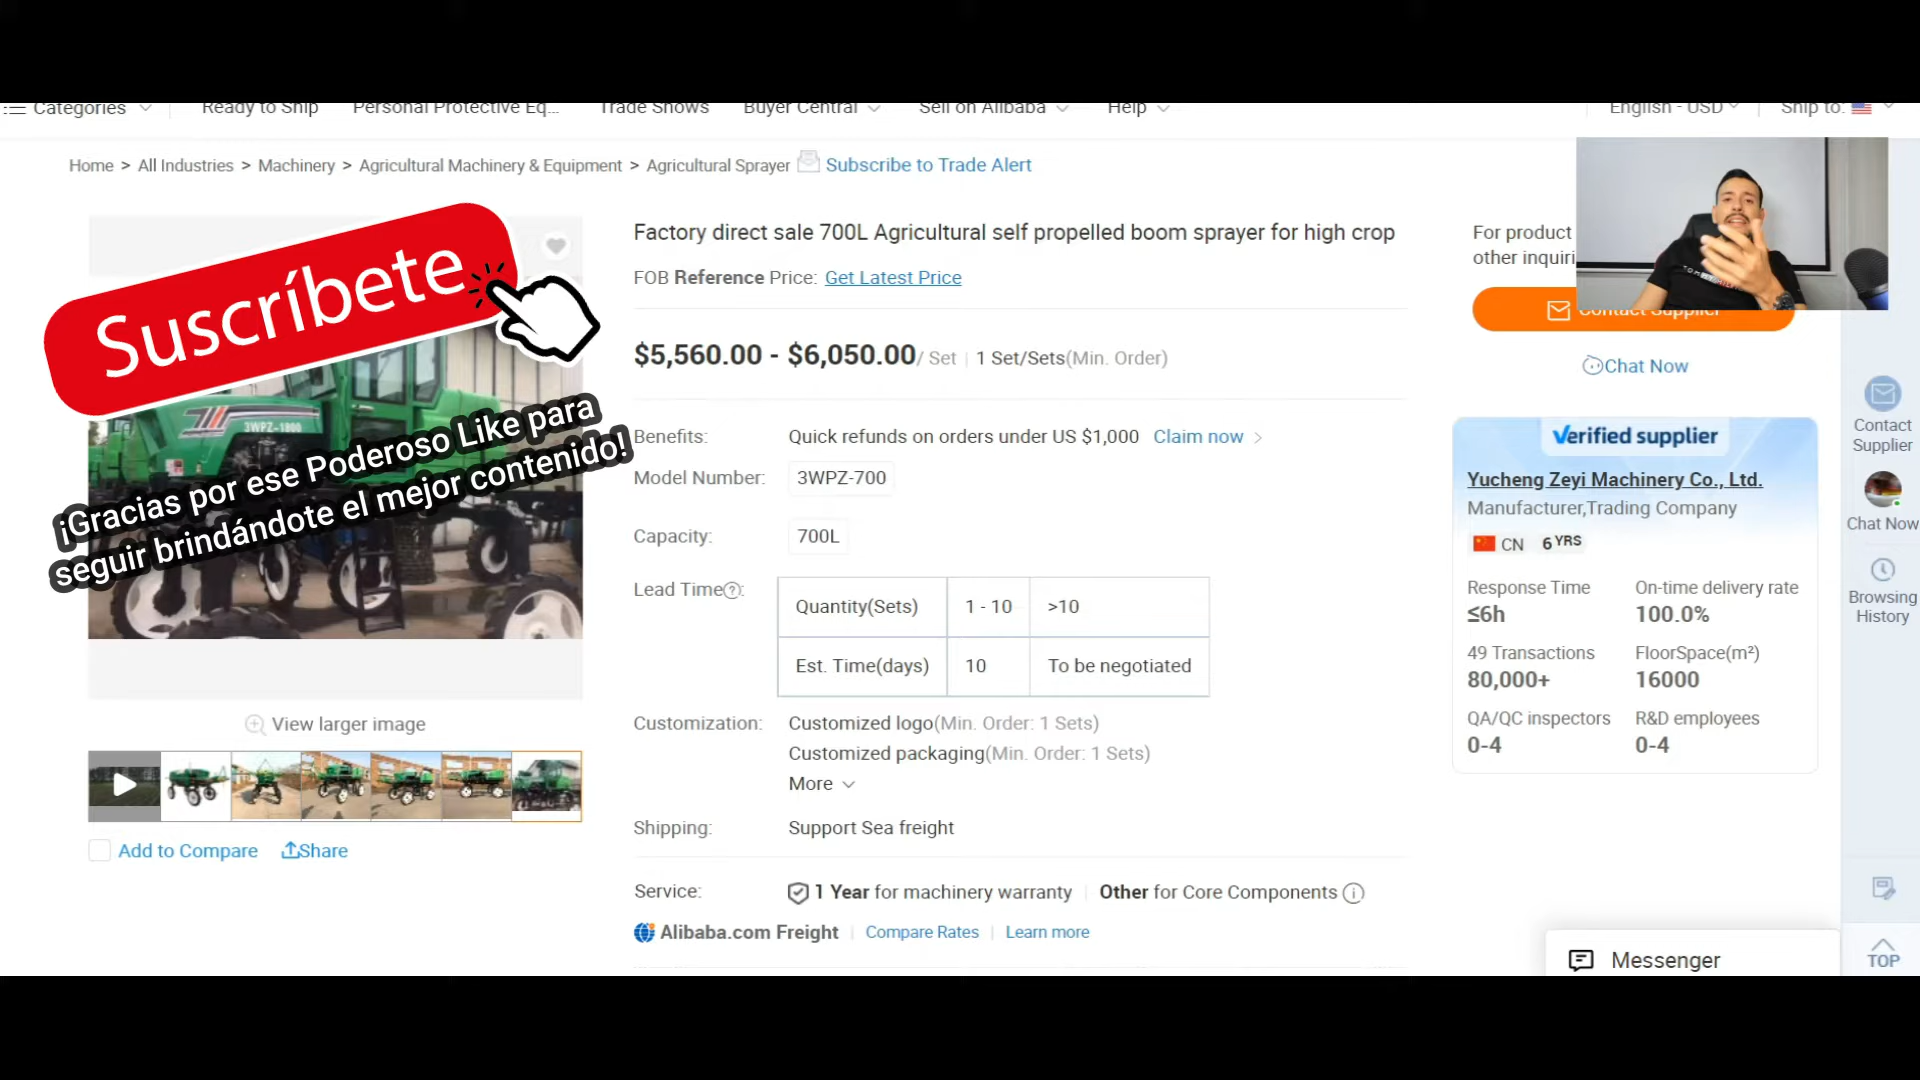 Categories
Ready to Ship
Personal Protective Eq...
Trade Shows
Buyer Central
Sell on Alibaba
Help
English - USD
Ship to:
Home > All Industries > Machinery > Agricultural Machinery & Equipment > Agricultural Sprayer
Subscribe to Trade Alert
Suscríbete
3WPZ-1800
¡Gracias por ese Poderoso Like para
seguir brindándote el mejor contenido!
View larger image
Add to Compare
Share
Factory direct sale 700L Agricultural self propelled boom sprayer for high crop
FOB Reference Price: Get Latest Price
$5,560.00 - $6,050.00 / Set | 1 Set/Sets(Min. Order)
Benefits: Quick refunds on orders under US $1,000 Claim now >
Model Number: 3WPZ-700
Capacity: 700L
Lead Time
Quantity(Sets) 1 - 10 >10
Est. Time(days) 10 To be negotiated
Customization: Customized logo(Min. Order: 1 Sets)
Customized packaging(Min. Order: 1 Sets)
More
Shipping: Support Sea freight
Service: 1 Year for machinery warranty | Other for Core Components
Alibaba.com Freight | Compare Rates | Learn more
For product
other inquiri
Contact Supplier
Chat Now
Verified supplier
Yucheng Zeyi Machinery Co., Ltd.
Manufacturer,Trading Company
CN 6 YRS
Response Time On-time delivery rate
≤6h 100.0%
49 Transactions FloorSpace(m²)
80,000+ 16000
QA/QC inspectors R&D employees
0-4 0-4
Contact
Supplier
Chat Now
Browsing
History
TOP
Messenger